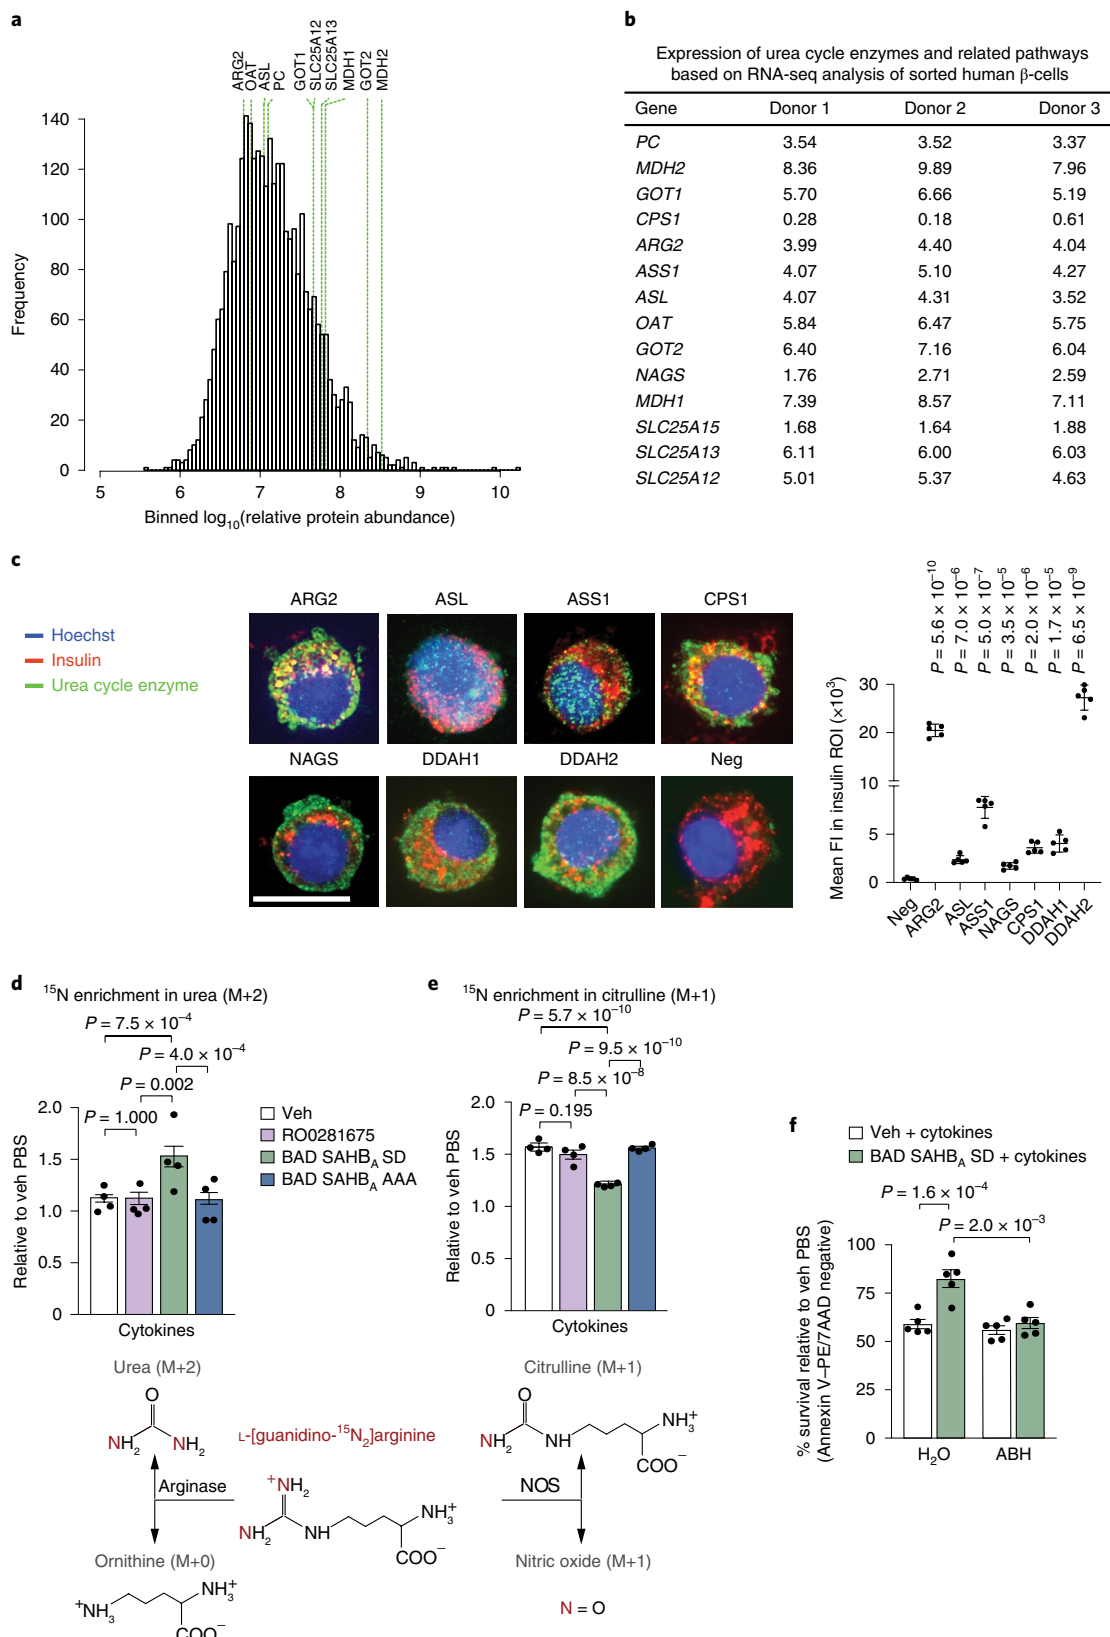 a
ARG2
OAT
ASL
PC
GOT1
SLC25A12
SLC25A13
MDH1
GOT2
MDH2
140
120
100
80
60
40
20
0
Frequency
5 6 7 8 9 10
Binned log10(relative protein abundance)
b
Expression of urea cycle enzymes and related pathways
based on RNA-seq analysis of sorted human β-cells
Gene Donor 1 Donor 2 Donor 3
PC 3.54 3.52 3.37
MDH2 8.36 9.89 7.96
GOT1 5.70 6.66 5.19
CPS1 0.28 0.18 0.61
ARG2 3.99 4.40 4.04
ASS1 4.07 5.10 4.27
ASL 4.07 4.31 3.52
OAT 5.84 6.47 5.75
GOT2 6.40 7.16 6.04
NAGS 1.76 2.71 2.59
MDH1 7.39 8.57 7.11
SLC25A15 1.68 1.64 1.88
SLC25A13 6.11 6.00 6.03
SLC25A12 5.01 5.37 4.63
c
Hoechst
Insulin
Urea cycle enzyme
ARG2 ASL ASS1 CPS1
NAGS DDAH1 DDAH2 Neg
P = 5.6 × 10⁻¹⁰
P = 7.0 × 10⁻⁶
P = 5.0 × 10⁻⁷
P = 3.5 × 10⁻⁵
P = 2.0 × 10⁻⁶
P = 1.7 × 10⁻⁵
P = 6.5 × 10⁻⁹
Mean FI in insulin ROI (×10³)
30
20
10
5
0
Neg
ARG2
ASL
ASS1
NAGS
CPS1
DDAH1
DDAH2
d
¹⁵N enrichment in urea (M+2)
P = 7.5 × 10⁻⁴
P = 4.0 × 10⁻⁴
P = 0.002
P = 1.000
2.0
1.5
1.0
0.5
0
Relative to veh PBS
Cytokines
Veh
RO0281675
BAD SAHBA SD
BAD SAHBA AAA
e
¹⁵N enrichment in citrulline (M+1)
P = 5.7 × 10⁻¹⁰
P = 9.5 × 10⁻¹⁰
P = 8.5 × 10⁻⁸
P = 0.195
2.0
1.5
1.0
0.5
0
Relative to veh PBS
Cytokines
f
Veh + cytokines
BAD SAHBA SD + cytokines
P = 1.6 × 10⁻⁴
P = 2.0 × 10⁻³
100
75
50
25
0
% survival relative to veh PBS
(Annexin V–PE/7AAD negative)
H₂O ABH
Urea (M+2)
O
NH₂ NH₂
L-[guanidino-¹⁵N₂]arginine
Citrulline (M+1)
O
NH₂ NH NH₃⁺
COO⁻
Arginase
⁺NH₂
NH₂ NH NH₃⁺
COO⁻
NOS
Ornithine (M+0)
⁺NH₃ NH₃⁺
COO⁻
Nitric oxide (M+1)
N = O